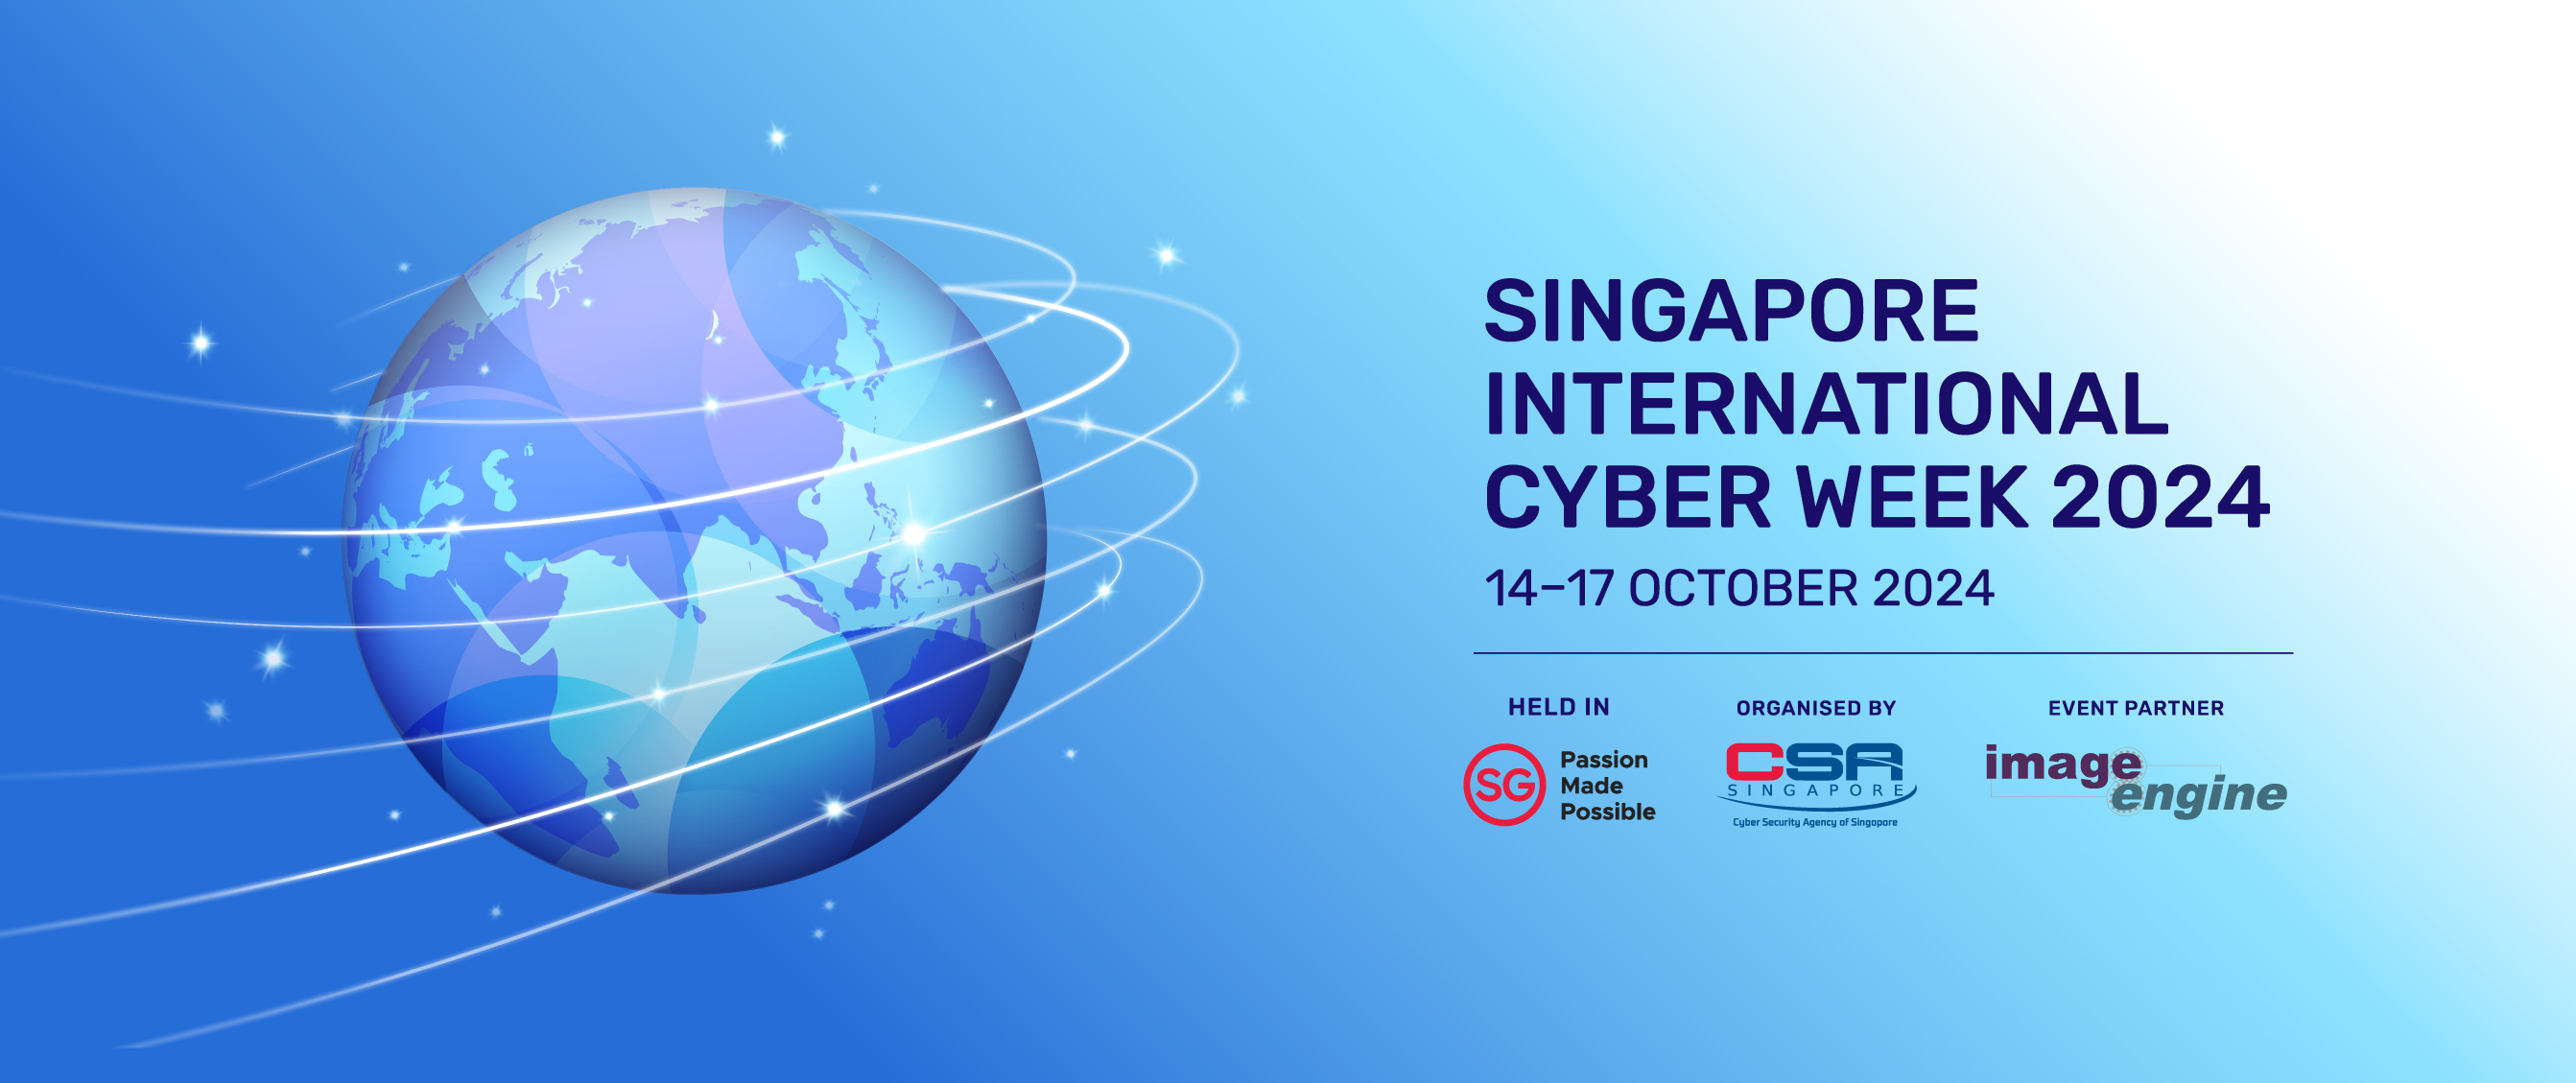 SINGAPORE
INTERNATIONAL
CYBER WEEK 2024
14–17 OCTOBER 2024
HELD IN
SG
Passion
Made
Possible
ORGANISED BY
CSA
SINGAPORE
Cyber Security Agency of Singapore
EVENT PARTNER
image
engine